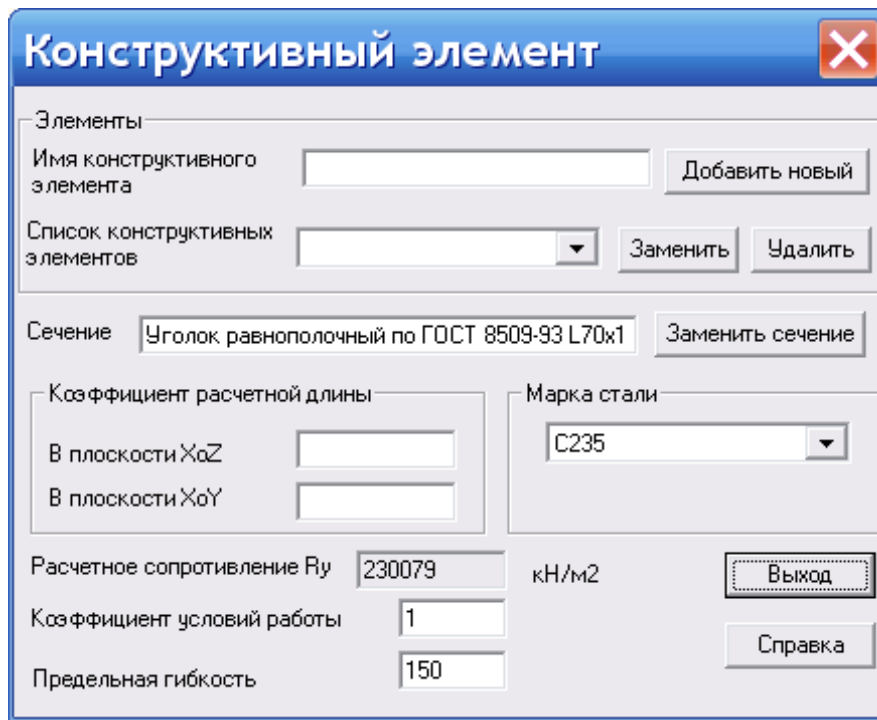 Конструктивный элемент
Элементы
Имя конструктивного
элемента
Добавить новый
Список конструктивных
элементов
Заменить
Удалить
Сечение
Уголок равнополочный по ГОСТ 8509-93 L70x1
Заменить сечение
Коэффициент расчетной длины
В плоскости XoZ
В плоскости XoY
Марка стали
С235
Расчетное сопротивление Ry
230079
кН/м2
Выход
Коэффициент условий работы
1
Справка
Предельная гибкость
150